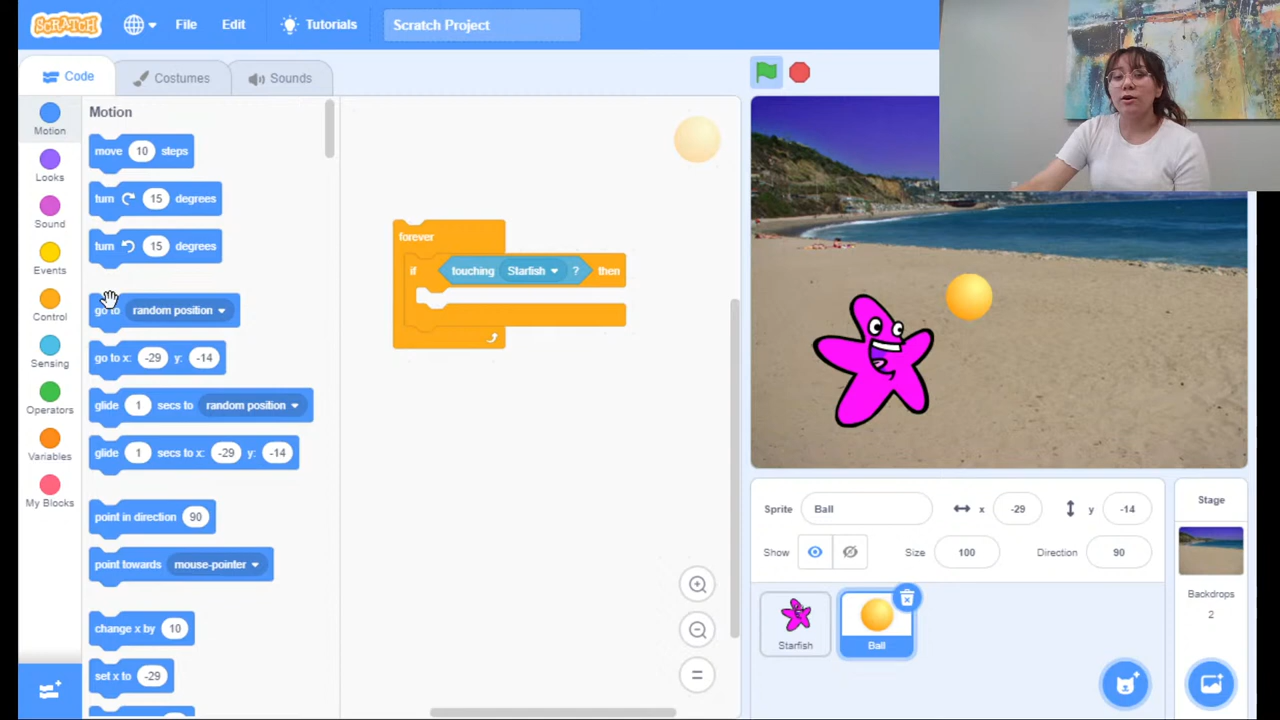 SCRATCH File Edit Tutorials Scratch Project
Code Costumes Sounds
Motion
Looks
Sound
Events
Control
Sensing
Operators
Variables
My Blocks
Motion
move 10 steps
turn 15 degrees
turn 15 degrees
go to random position
go to x: -29 y: -14
glide 1 secs to random position
glide 1 secs to x: -29 y: -14
point in direction 90
point towards mouse-pointer
change x by 10
set x to -29
forever
if touching Starfish ? then
Sprite Ball x -29 y -14
Show Size 100 Direction 90
Starfish
Ball
Stage
Backdrops
2